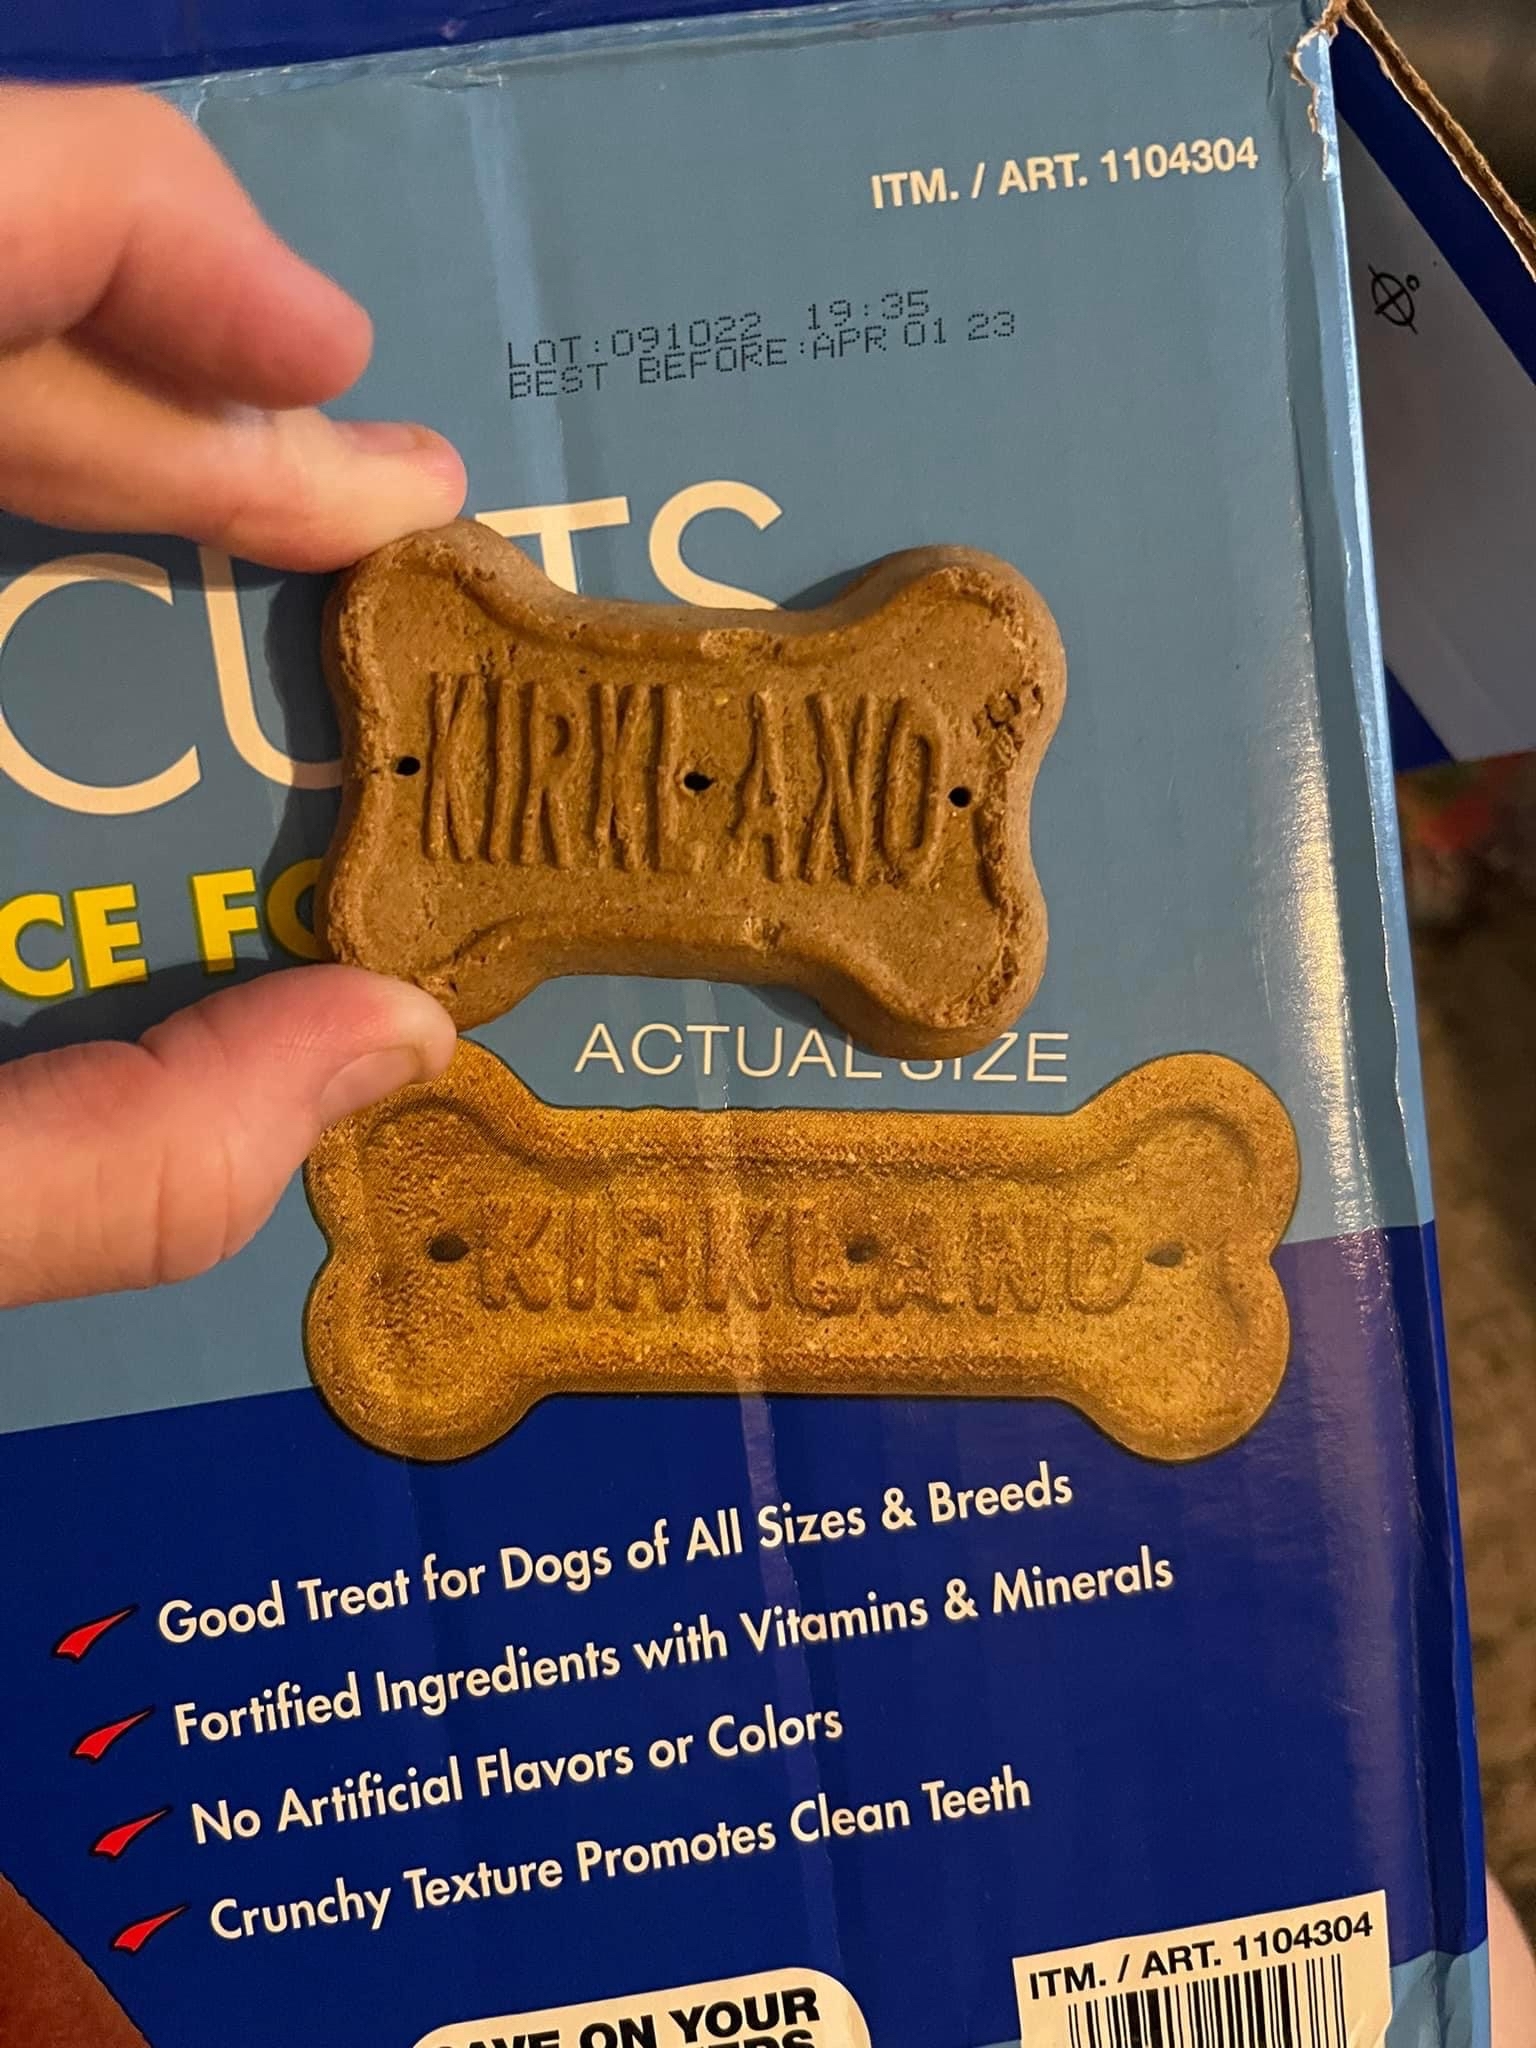 ITM. / ART. 1104304
LOT:091022 19:35
BEST BEFORE:APR 01 23
KIRKLAND
ACTUAL SIZE
KIRKLAND
Good Treat for Dogs of All Sizes & Breeds
Fortified Ingredients with Vitamins & Minerals
No Artificial Flavors or Colors
Crunchy Texture Promotes Clean Teeth
ITM. / ART. 1104304
ON YOUR